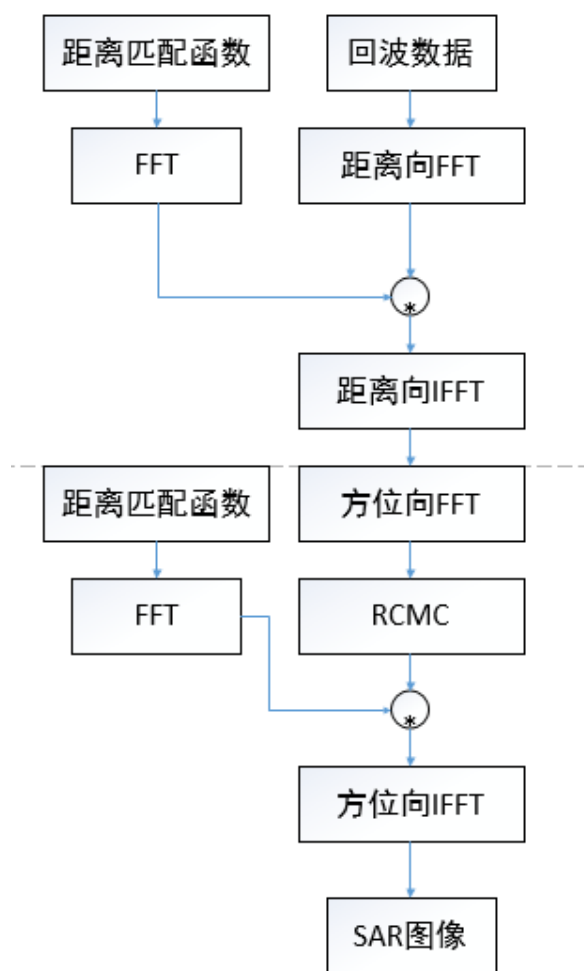 距离匹配函数
回波数据
FFT
距离向FFT
*
距离向IFFT
距离匹配函数
方位向FFT
FFT
RCMC
*
方位向IFFT
SAR图像